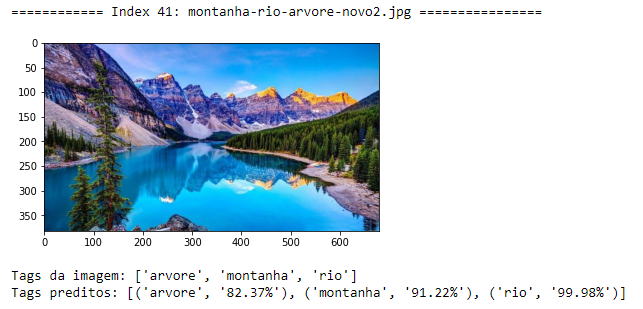 ============ Index 41: montanha-rio-arvore-novo2.jpg ================
0
50
100
150
200
250
300
350
0 100 200 300 400 500 600
Tags da imagem: ['arvore', 'montanha', 'rio']
Tags preditos: [('arvore', '82.37%'), ('montanha', '91.22%'), ('rio', '99.98%')]